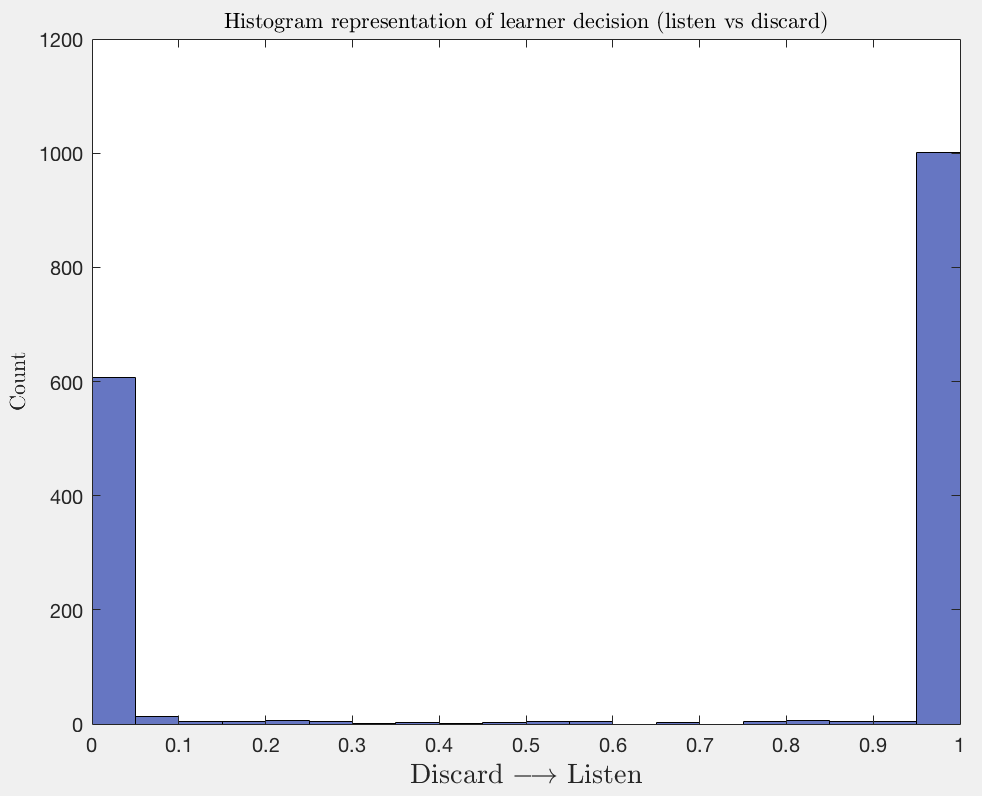 Histogram representation of learner decision (listen vs discard)
1200
1000
800
600
400
200
0
Count
0 0.1 0.2 0.3 0.4 0.5 0.6 0.7 0.8 0.9 1
Discard ⟶ Listen